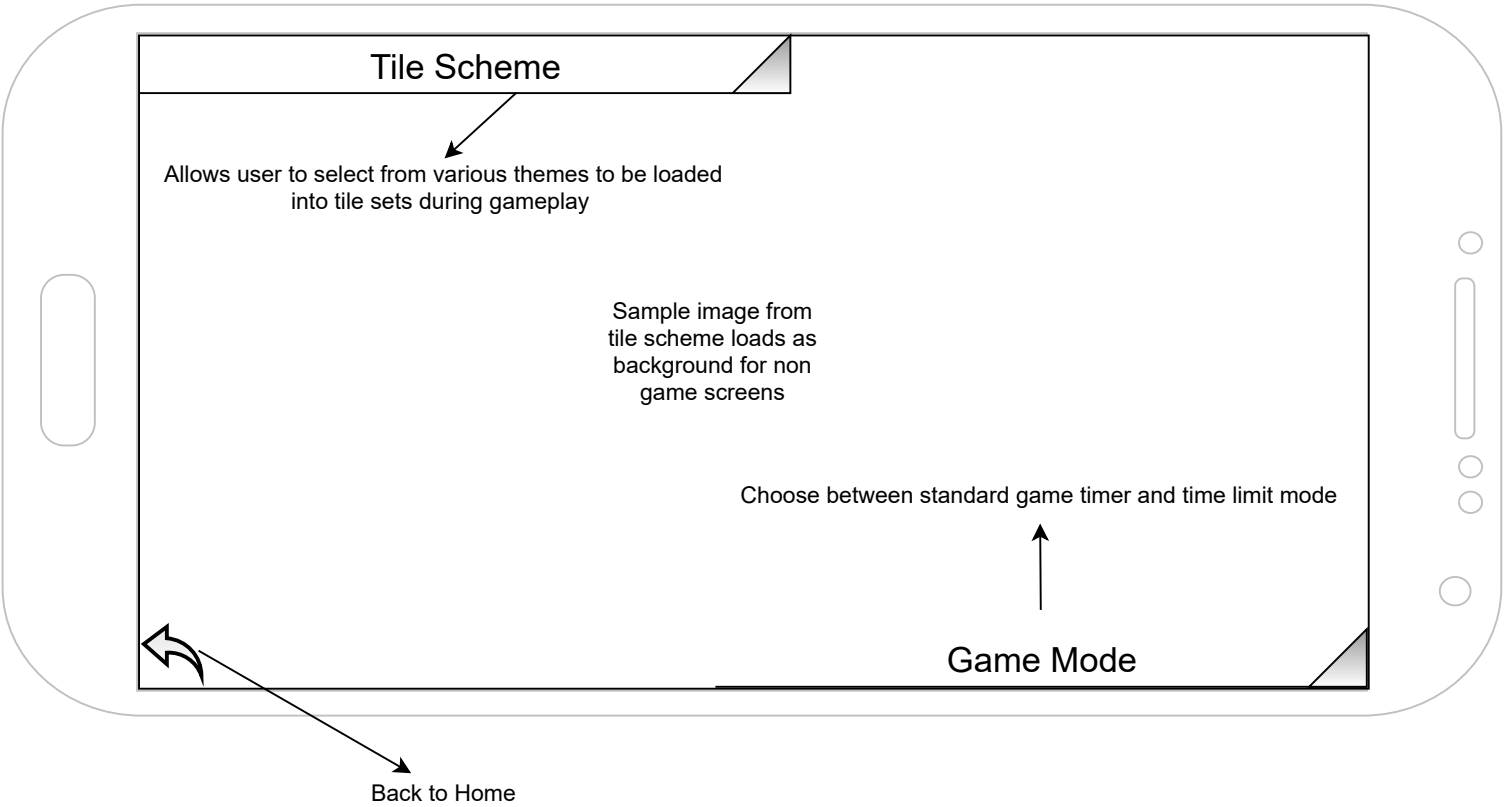 Tile Scheme
Allows user to select from various themes to be loaded
into tile sets during gameplay
Sample image from
tile scheme loads as
background for non
game screens
Choose between standard game timer and time limit mode
Game Mode
Back to Home